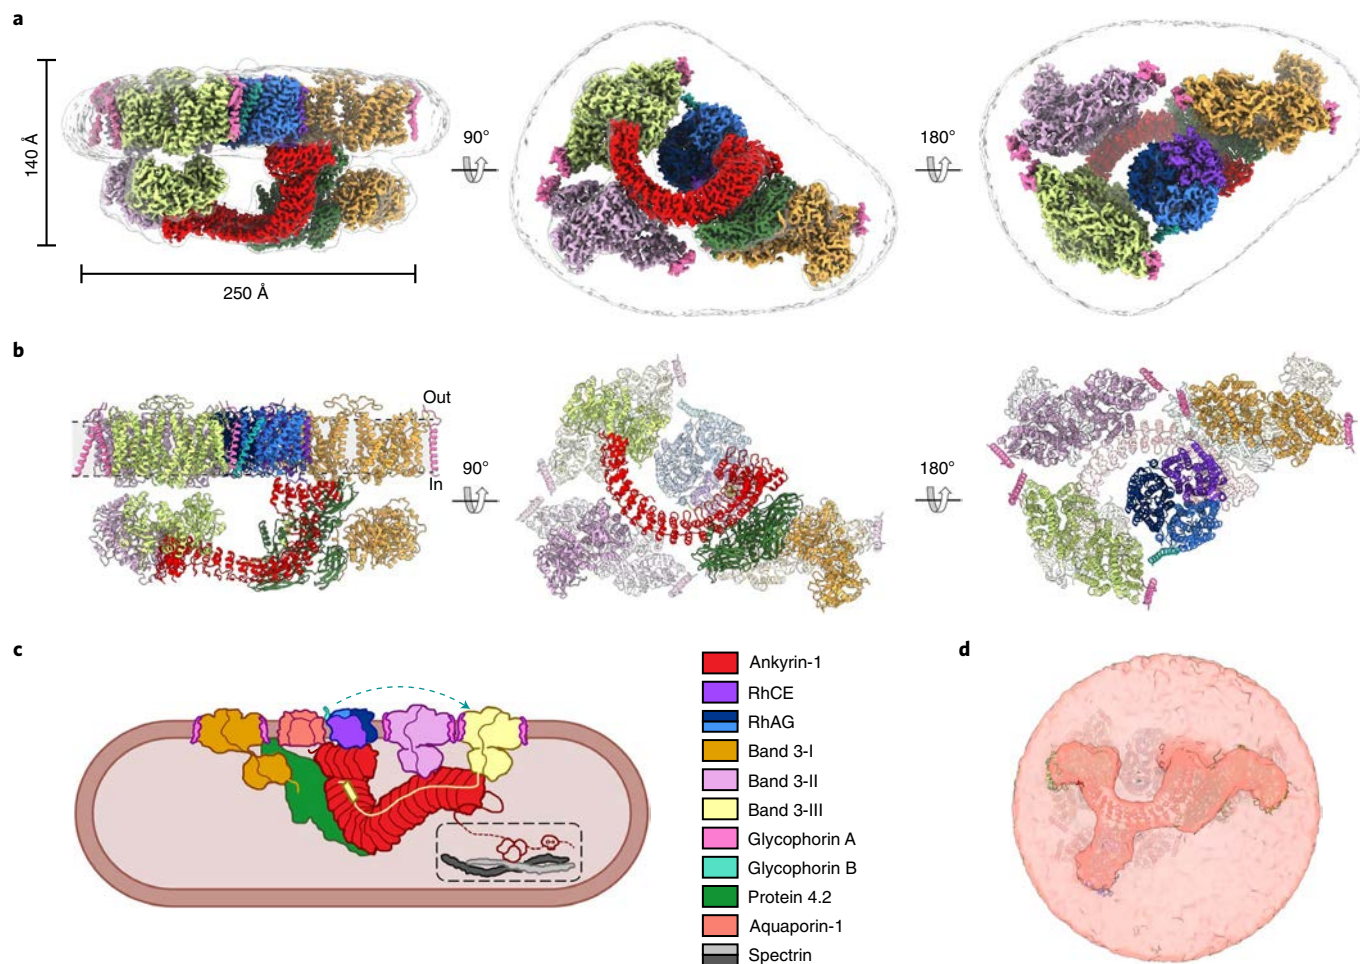 a
140 Å
250 Å
90°
180°
b
Out
In
90°
180°
c
Ankyrin-1
RhCE
RhAG
Band 3-I
Band 3-II
Band 3-III
Glycophorin A
Glycophorin B
Protein 4.2
Aquaporin-1
Spectrin
d